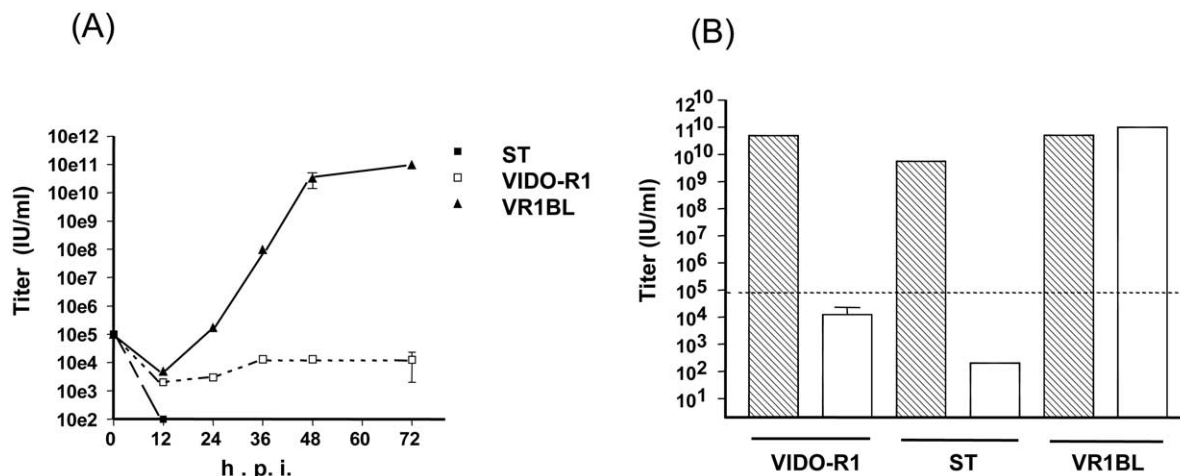 (A)
(B)
10e12
10e11
10e10
10e9
10e8
10e7
10e6
10e5
10e4
10e3
10e2
Titer (IU/ml)
0 12 24 36 48 60 72
h . p. i.
ST
VIDO-R1
VR1BL
12^10
11^10
10^10
10^9
10^8
10^7
10^6
10^5
10^4
10^3
10^2
10^1
Titer (IU/ml)
VIDO-R1 ST VR1BL